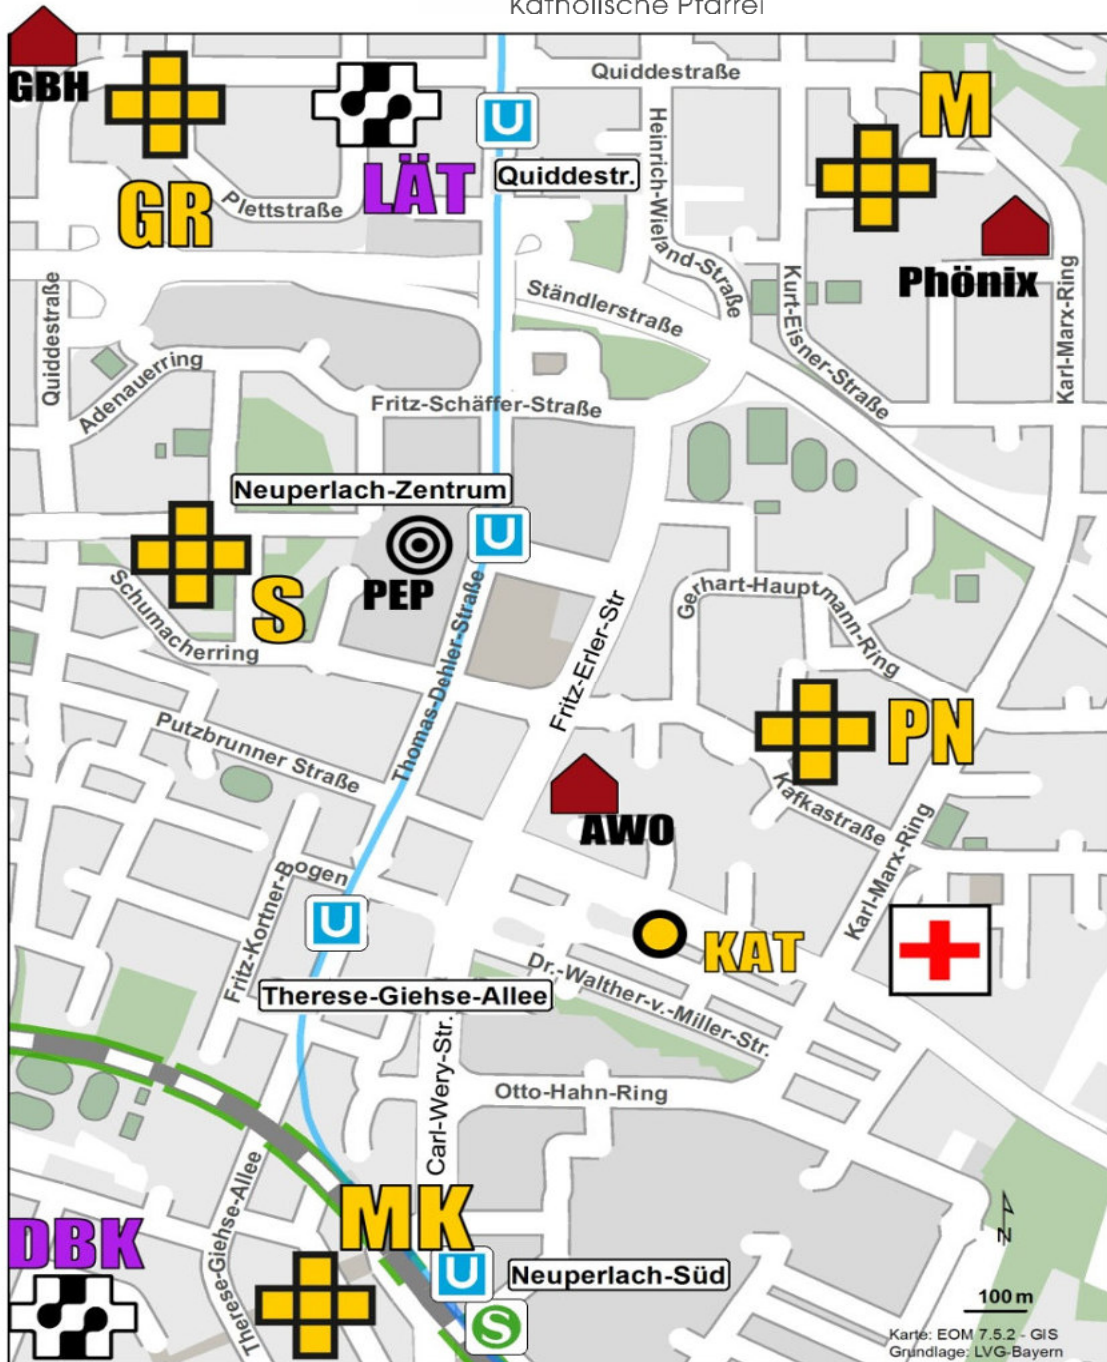 Katholische Pfarrei
GBH
M
LÄT
U
Quiddestraße
Quiddestr.
GR
Plettstraße
Heinrich-Wieland-Straße
Phönix
Quiddestraße
Ständlerstraße
Kurt-Eisner-Straße
Karl-Marx-Ring
Adenauerring
Fritz-Schäffer-Straße
Neuperlach-Zentrum
U
PEP
S
Schumacherring
Thomas-Dehler-Straße
Fritz-Erler-Str
Gerhart-Hauptmann-Ring
PN
Putzbrunner Straße
AWO
Kafkastraße
Karl-Marx-Ring
Fritz-Kortner-Bogen
U
KAT
Therese-Giehse-Allee
Dr.-Walther-v.-Miller-Str.
Carl-Wery-Str.
Otto-Hahn-Ring
Therese-Giehse-Allee
MK
DBK
U
Neuperlach-Süd
S
N
100 m
Karte: EOM 7.5.2 - GIS
Grundlage: LVG-Bayern